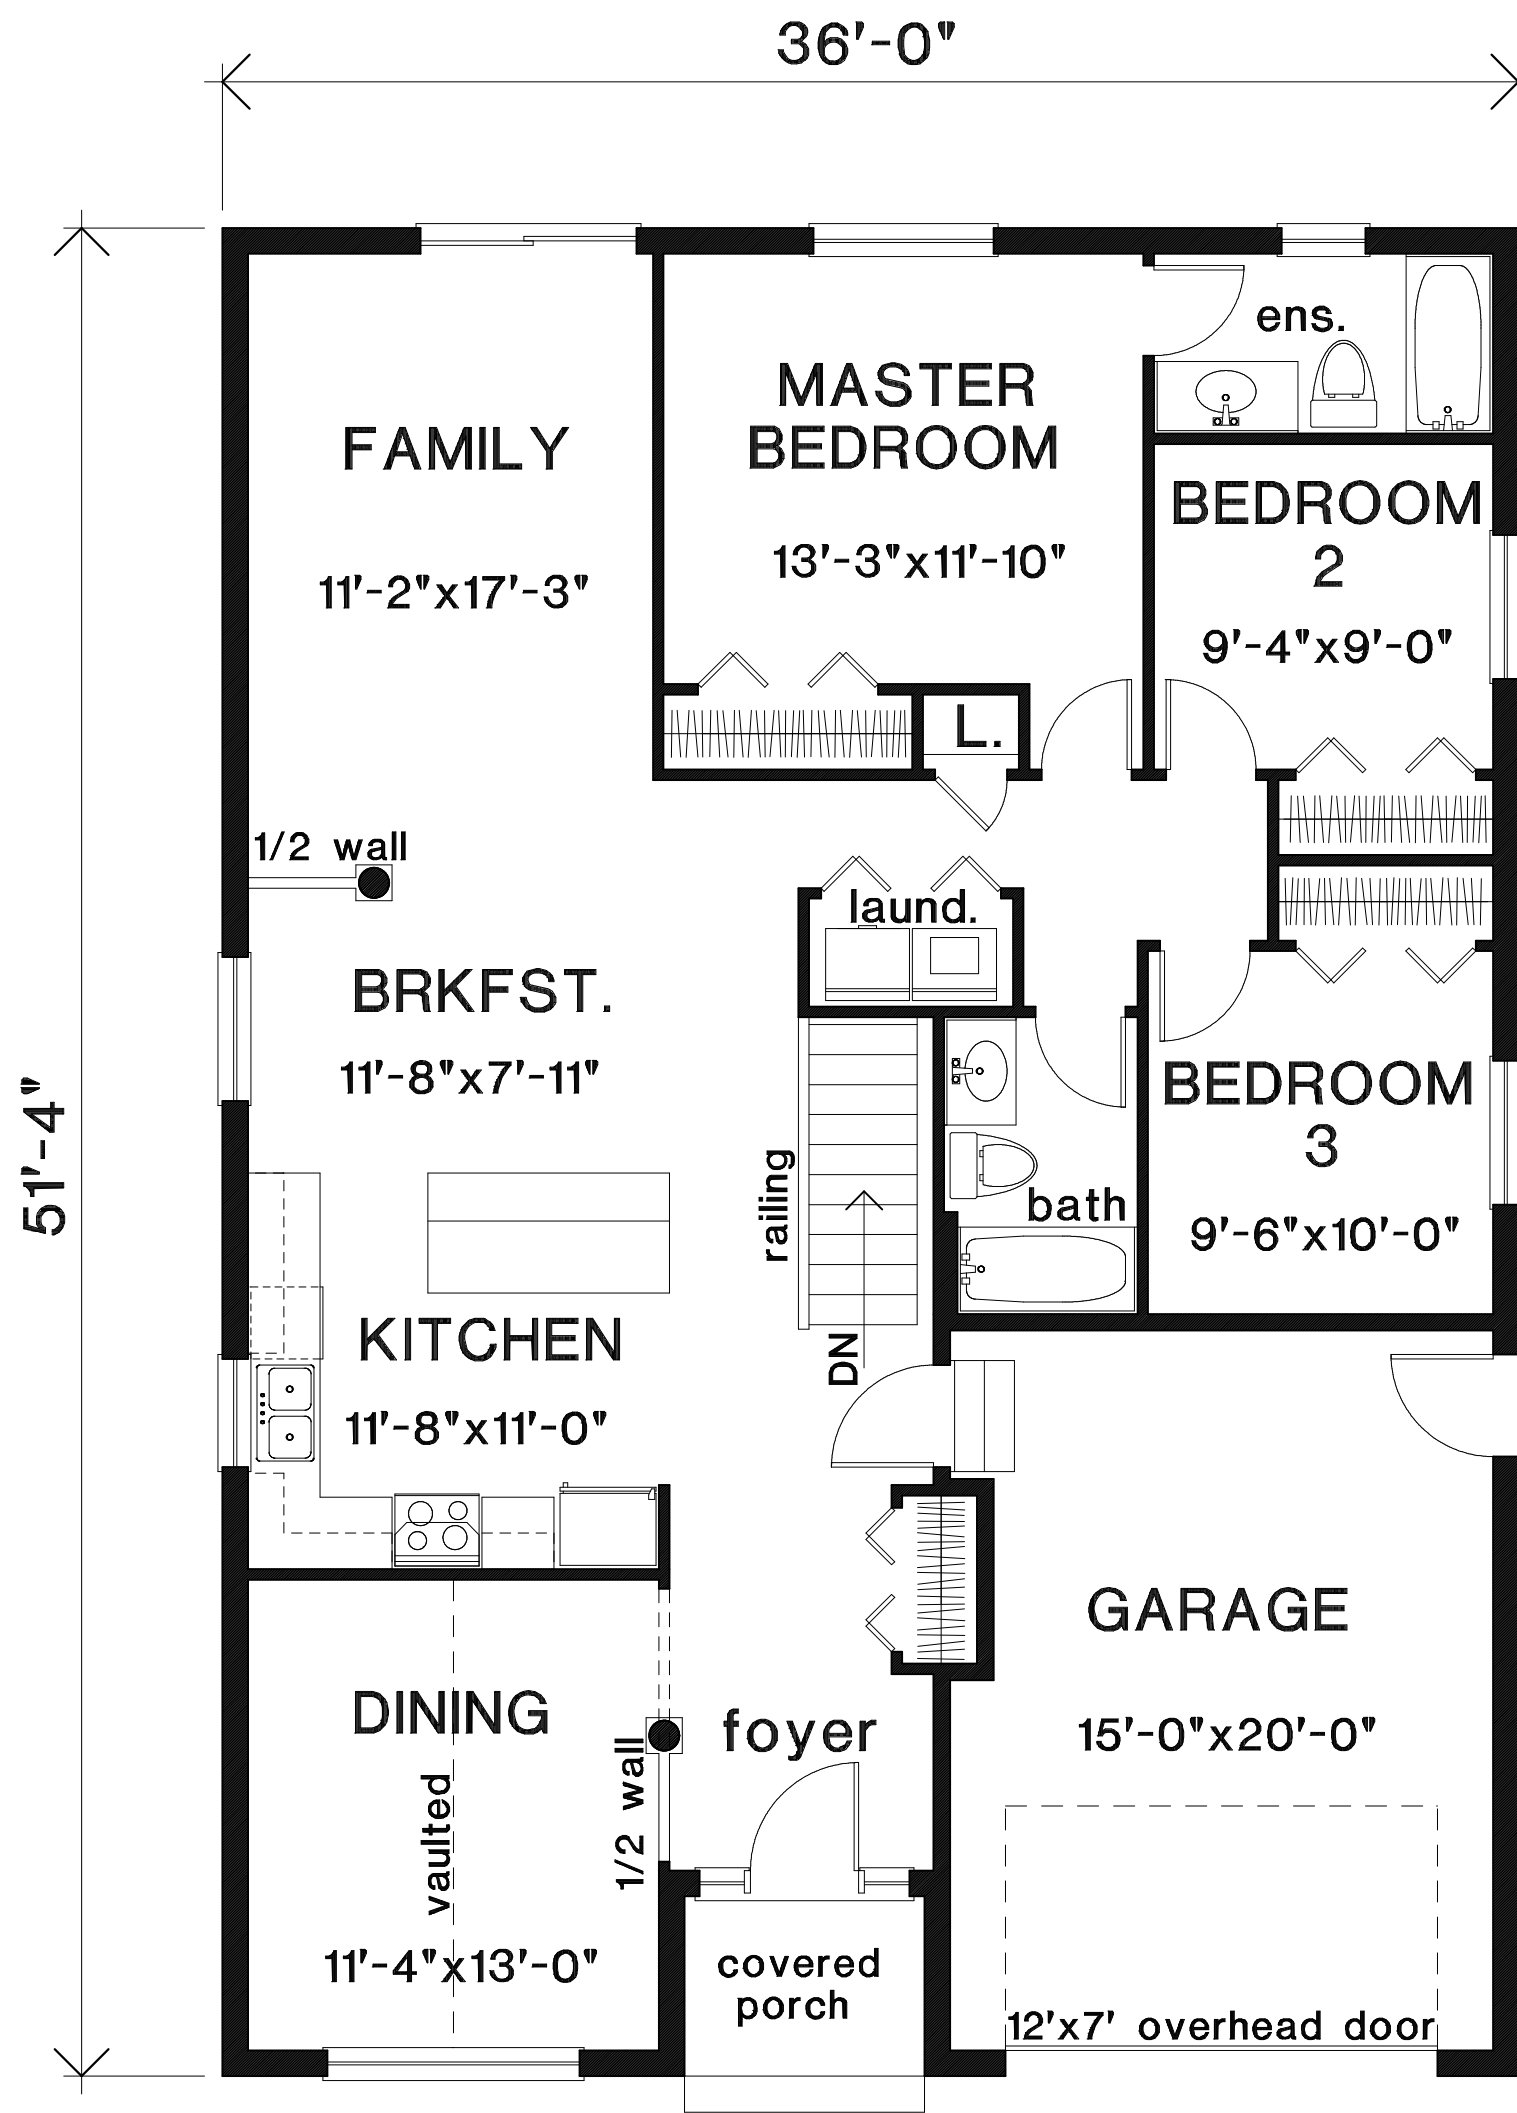 36'-0"
51'-4"
ens.
MASTER
BEDROOM
13'-3"x11'-10"
FAMILY
11'-2"x17'-3"
BEDROOM
2
9'-4"x9'-0"
L.
1/2 wall
laund.
BRKFST.
11'-8"x7'-11"
BEDROOM
3
9'-6"x10'-0"
railing
bath
KITCHEN
11'-8"x11'-0"
DN
GARAGE
15'-0"x20'-0"
DINING
vaulted
11'-4"x13'-0"
1/2 wall
foyer
covered
porch
12'x7' overhead door